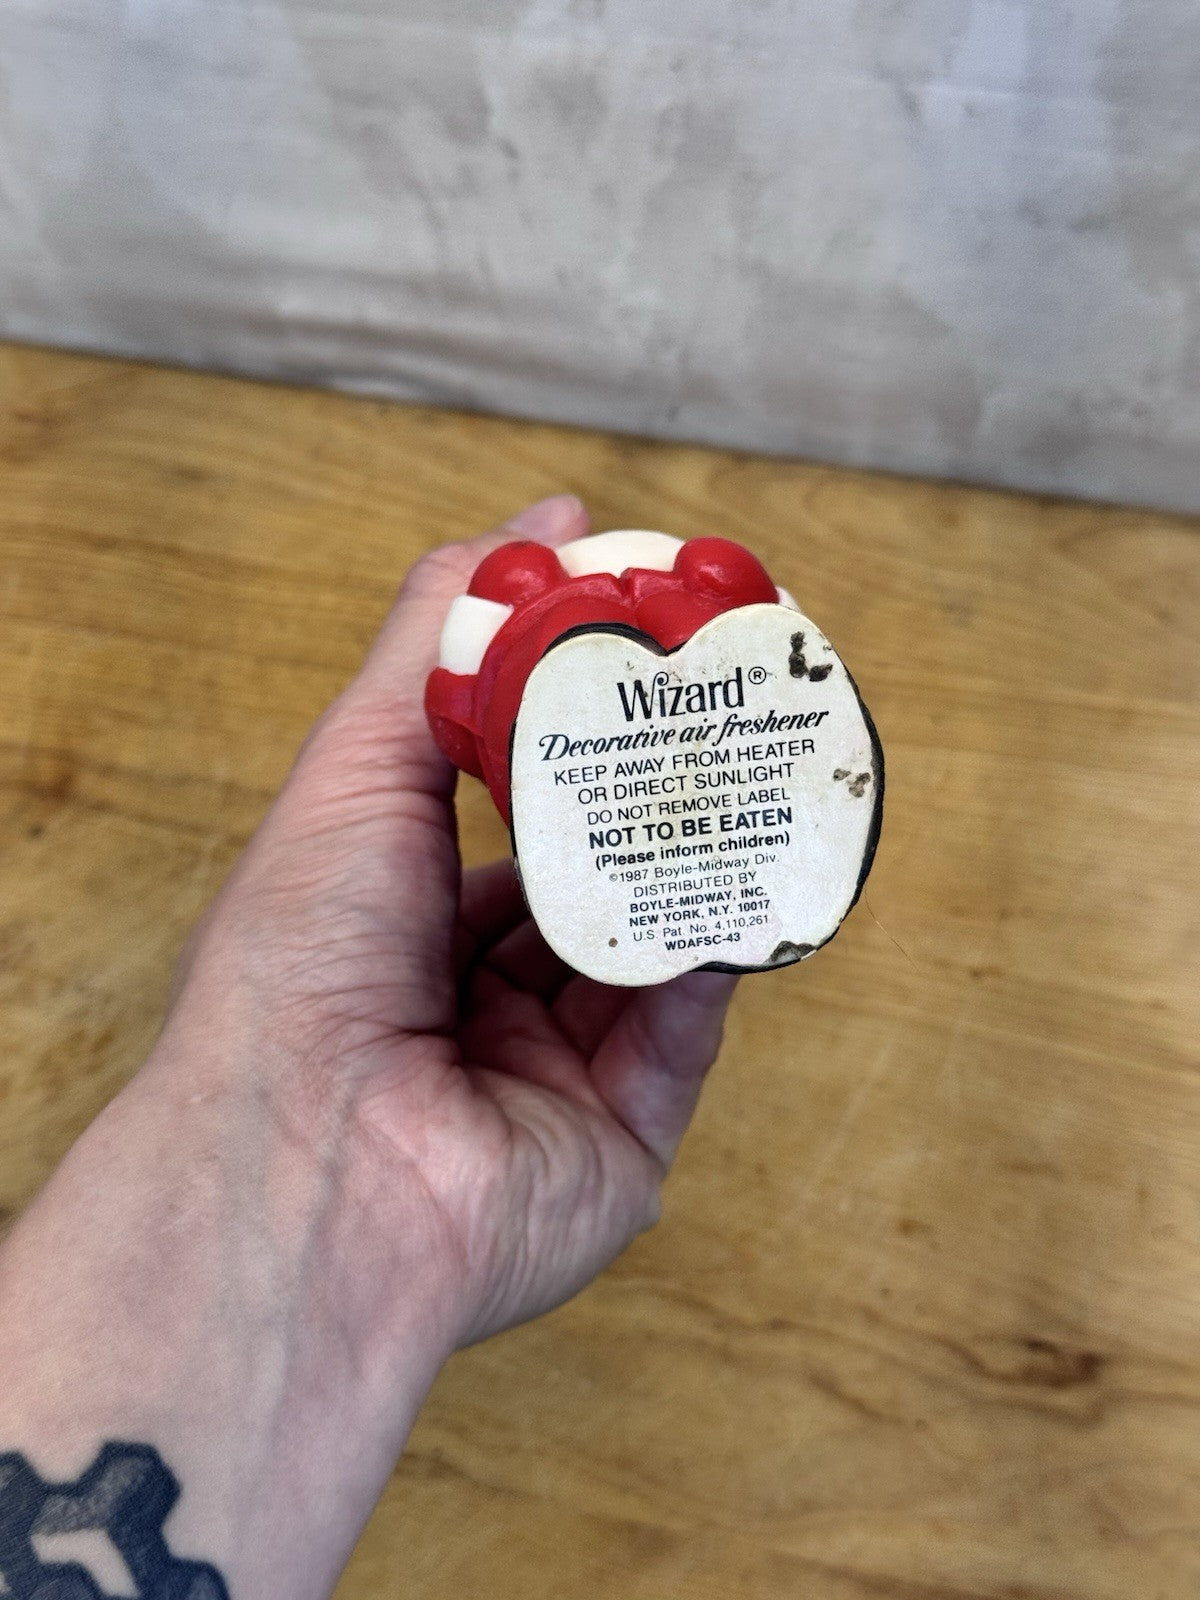 Wizard®
Decorative air freshener
KEEP AWAY FROM HEATER
OR DIRECT SUNLIGHT
DO NOT REMOVE LABEL
NOT TO BE EATEN
(Please inform children)
©1987 Boyle-Midway Div.
DISTRIBUTED BY
BOYLE-MIDWAY, INC.
NEW YORK, N.Y. 10017
U.S. Pat. No. 4,110,261
WDAFSC-43